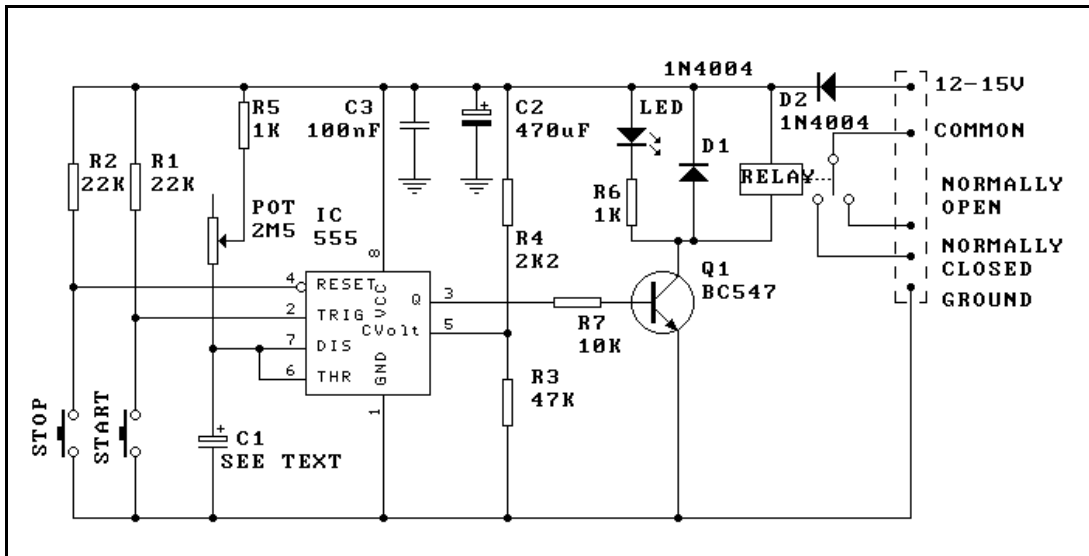 1N4004
12-15V
COMMON
NORMALLY
OPEN
NORMALLY
CLOSED
GROUND
D2
1N4004
LED
D1
RELAY
R6
1K
Q1
BC547
R7
10K
C2
470uF
C3
100nF
R5
1K
R2
22K
R1
22K
POT
2M5
IC
555
R4
2K2
R3
47K
8
4
RESET
2
TRIG
7
DIS
6
THR
VCC
Q
3
CVolt
5
GND
1
STOP
START
+
C1
SEE TEXT
+